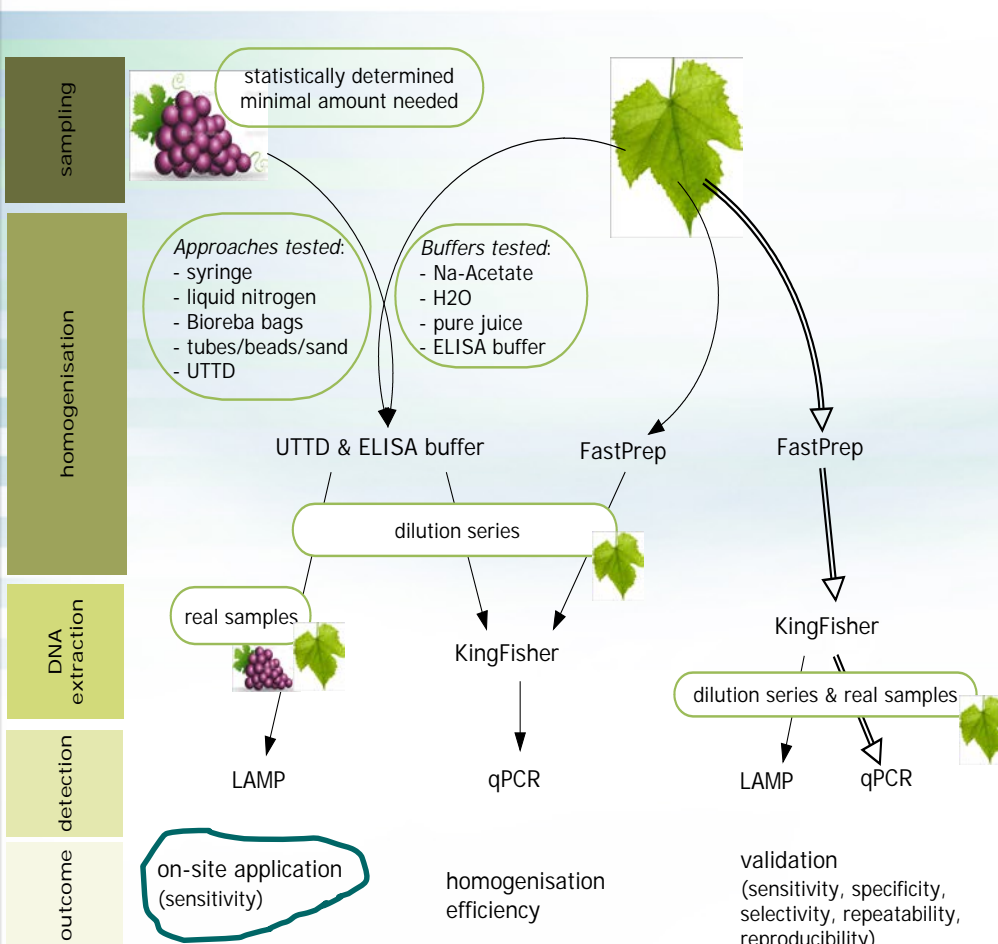 sampling
statistically determined
minimal amount needed
homogenisation
Approaches tested:
- syringe
- liquid nitrogen
- Bioreba bags
- tubes/beads/sand
- UTTD
Buffers tested:
- Na-Acetate
- H2O
- pure juice
- ELISA buffer
UTTD & ELISA buffer
FastPrep
FastPrep
dilution series
DNA
extraction
real samples
KingFisher
KingFisher
dilution series & real samples
detection
LAMP
qPCR
LAMP
qPCR
outcome
on-site application
(sensitivity)
homogenisation
efficiency
validation
(sensitivity, specificity,
selectivity, repeatability,
reproducibility)